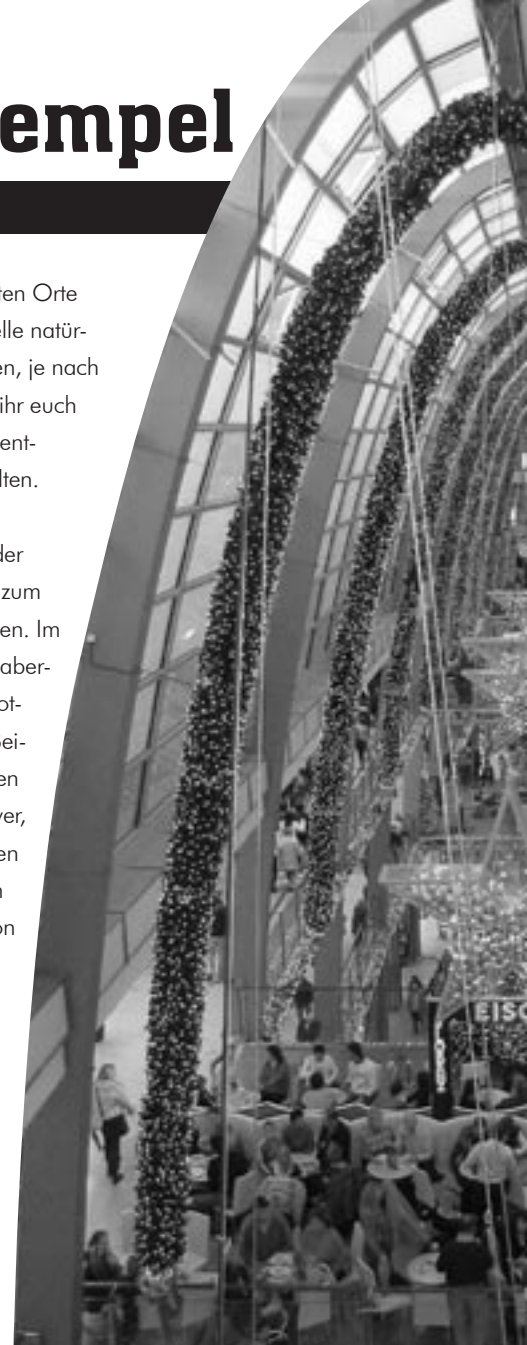 empel
ten Orte
elle natür-
en, je nach
ihr euch
ent-
lten.
der
zum
en. Im
aber-
ot-
ei-
en
ver,
en
n
on
EISC